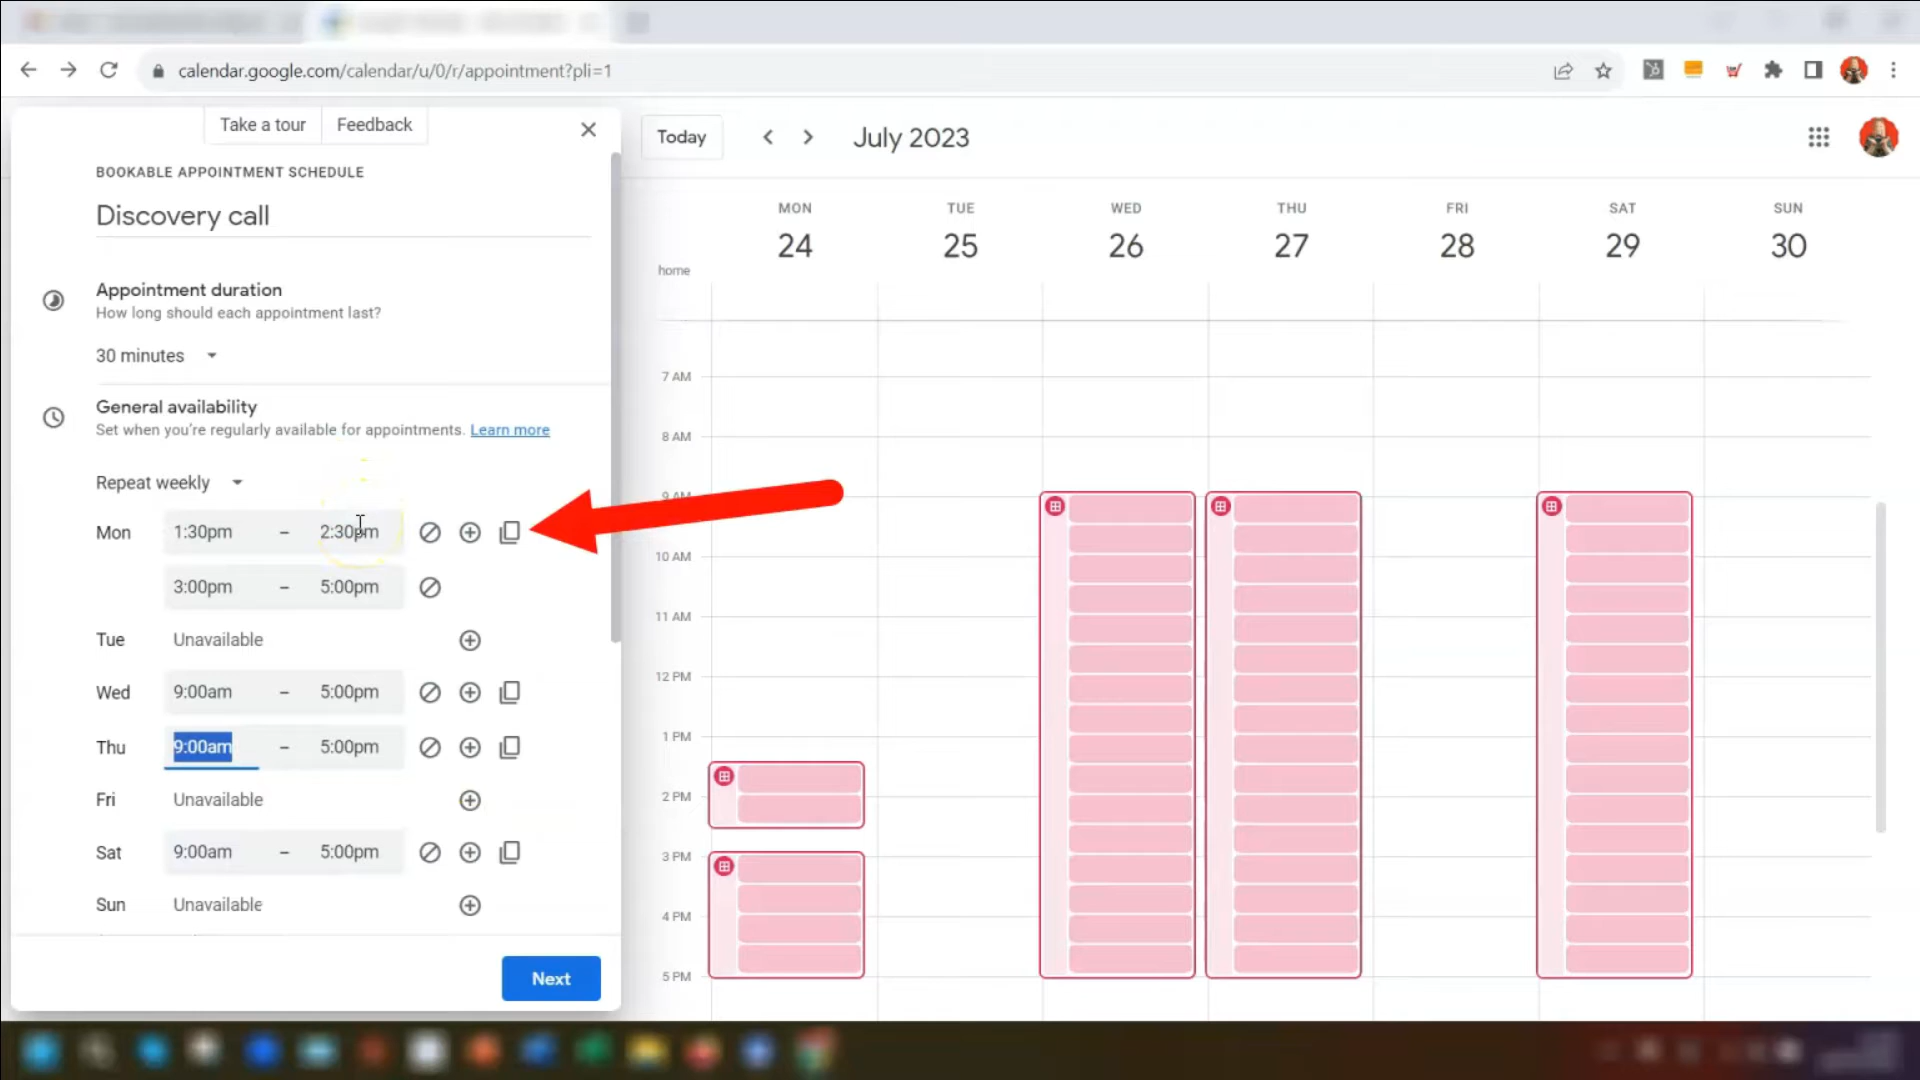 calendar.google.com/calendar/u/0/r/appointment?pli=1
Take a tour
Feedback
BOOKABLE APPOINTMENT SCHEDULE
Discovery call
Appointment duration
How long should each appointment last?
30 minutes
General availability
Set when you're regularly available for appointments. Learn more
Repeat weekly
Mon 1:30pm – 2:30pm
3:00pm – 5:00pm
Tue Unavailable
Wed 9:00am – 5:00pm
Thu 9:00am – 5:00pm
Fri Unavailable
Sat 9:00am – 5:00pm
Sun Unavailable
Next
Today
July 2023
MON TUE WED THU FRI SAT SUN
24 25 26 27 28 29 30
home
7 AM
8 AM
9 AM
10 AM
11 AM
12 PM
1 PM
2 PM
3 PM
4 PM
5 PM